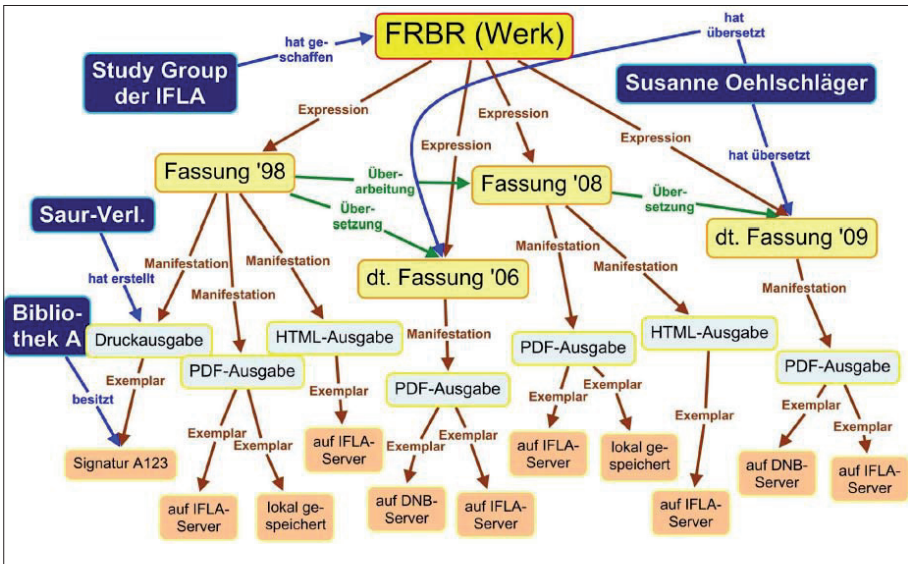 FRBR (Werk)
hat ge-
schaffen
hat
übersetzt
Study Group
der IFLA
Susanne Oehlschläger
Expression
Expression
Expression
Expression
hat übersetzt
Fassung '98
Über-
arbeitung
Fassung '08
Über-
setzung
Über-
setzung
dt. Fassung '09
Saur-Verl.
hat erstellt
Manifestation
Manifestation
Manifestation
dt. Fassung '06
Manifestation
Manifestation
Manifestation
Manifestation
Biblio-
thek A
Druckausgabe
HTML-Ausgabe
PDF-Ausgabe
HTML-Ausgabe
PDF-Ausgabe
PDF-Ausgabe
PDF-Ausgabe
besitzt
Exemplar
Exemplar
Exemplar
Exemplar
Exemplar
Exemplar
Exemplar
Exemplar
Exemplar
Exemplar
Exemplar
Signatur A123
auf IFLA-
Server
auf IFLA-
Server
lokal ge-
speichert
auf DNB-
Server
auf IFLA-
Server
auf IFLA-
Server
lokal ge-
speichert
auf IFLA-
Server
auf DNB-
Server
auf IFLA-
Server